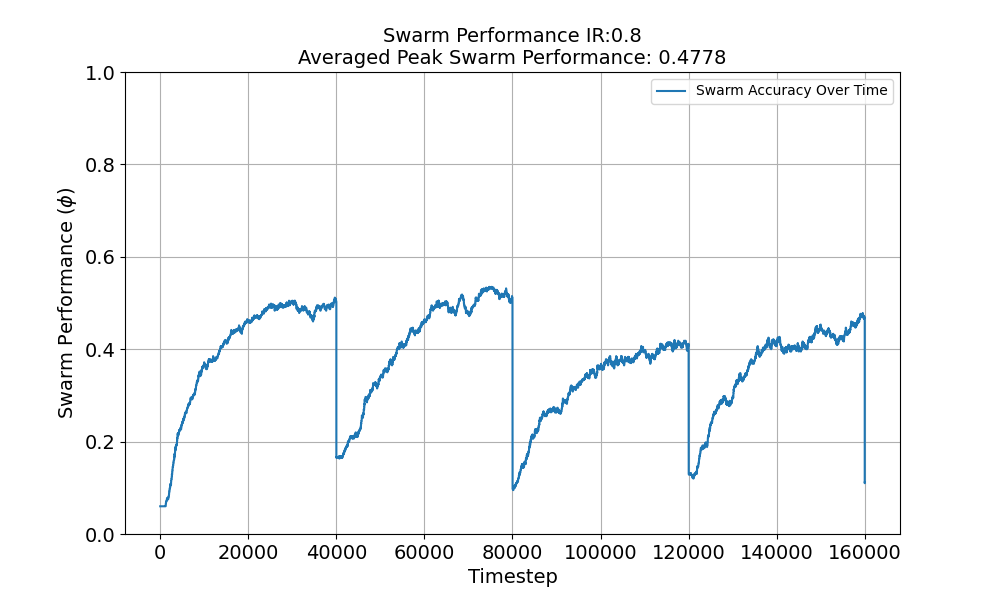 Swarm Performance IR:0.8
Averaged Peak Swarm Performance: 0.4778
Swarm Accuracy Over Time
1.0
0.8
0.6
0.4
0.2
0.0
Swarm Performance (ϕ)
0 20000 40000 60000 80000 100000 120000 140000 160000
Timestep